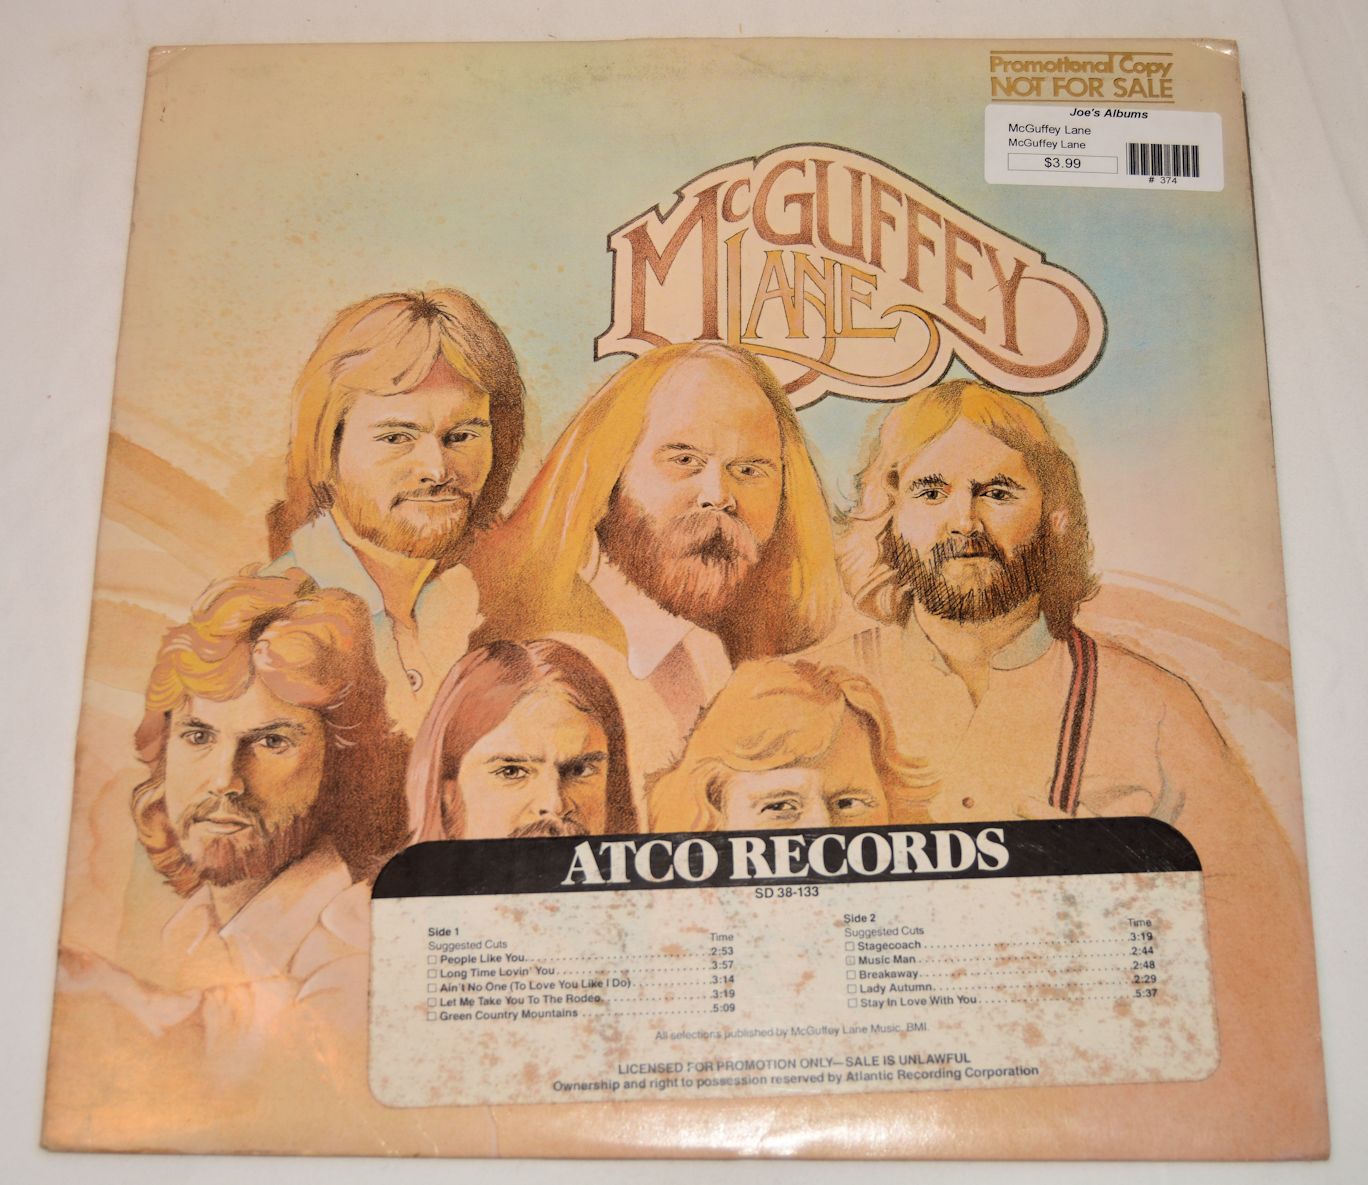 Promotional Copy
NOT FOR SALE
Joe's Albums
McGuffey Lane
McGuffey Lane
$3.99
# 374
McGUFFEY
LANE
ATCO RECORDS
SD 38-133
Side 1
Suggested Cuts Time
People Like You 2:53
Long Time Lovin' You 3:57
Ain't No One (To Love You Like I Do) 3:14
Let Me Take You To The Rodeo 3:19
Green Country Mountains 5:09
Side 2
Suggested Cuts Time
Stagecoach 3:19
Music Man 2:44
Breakaway 2:48
Lady Autumn 2:29
Stay In Love With You 5:37
All selections published by McGuffey Lane Music, BMI.
LICENSED FOR PROMOTION ONLY—SALE IS UNLAWFUL
Ownership and right to possession reserved by Atlantic Recording Corporation